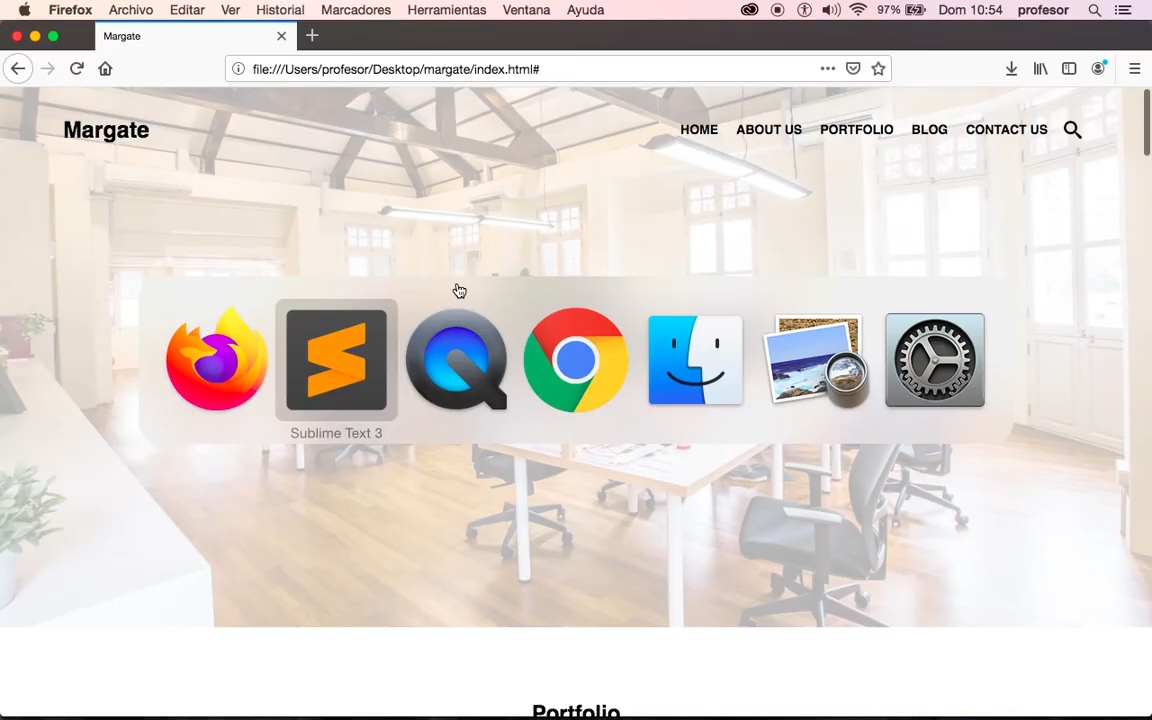 Firefox Archivo Editar Ver Historial Marcadores Herramientas Ventana Ayuda 97% Dom 10:54 profesor
Margate
file:///Users/profesor/Desktop/margate/index.html#
Margate HOME ABOUT US PORTFOLIO BLOG CONTACT US
Sublime Text 3
Portfolio